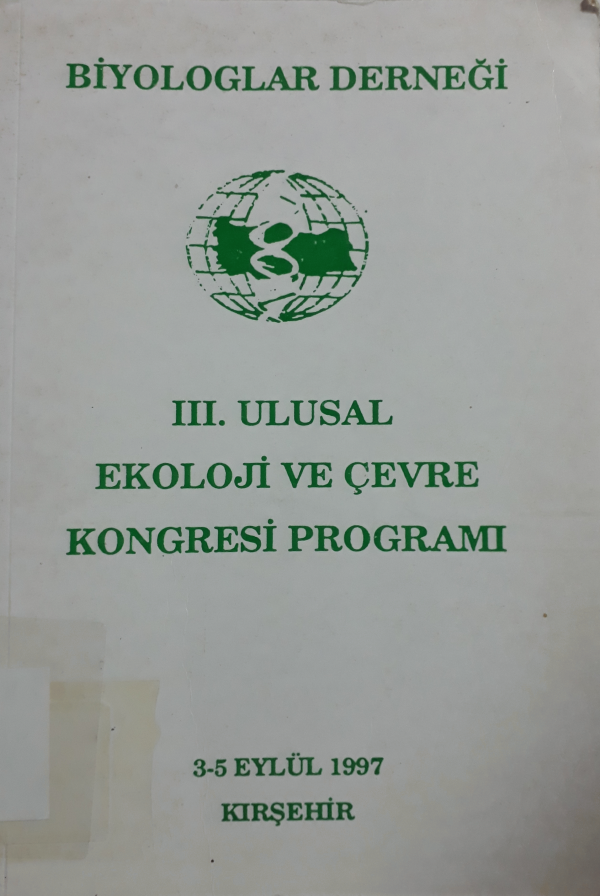 BİYOLOGLAR DERNEĞİ
III. ULUSAL
EKOLOJİ VE ÇEVRE
KONGRESİ PROGRAMI
3-5 EYLÜL 1997
KIRŞEHİR